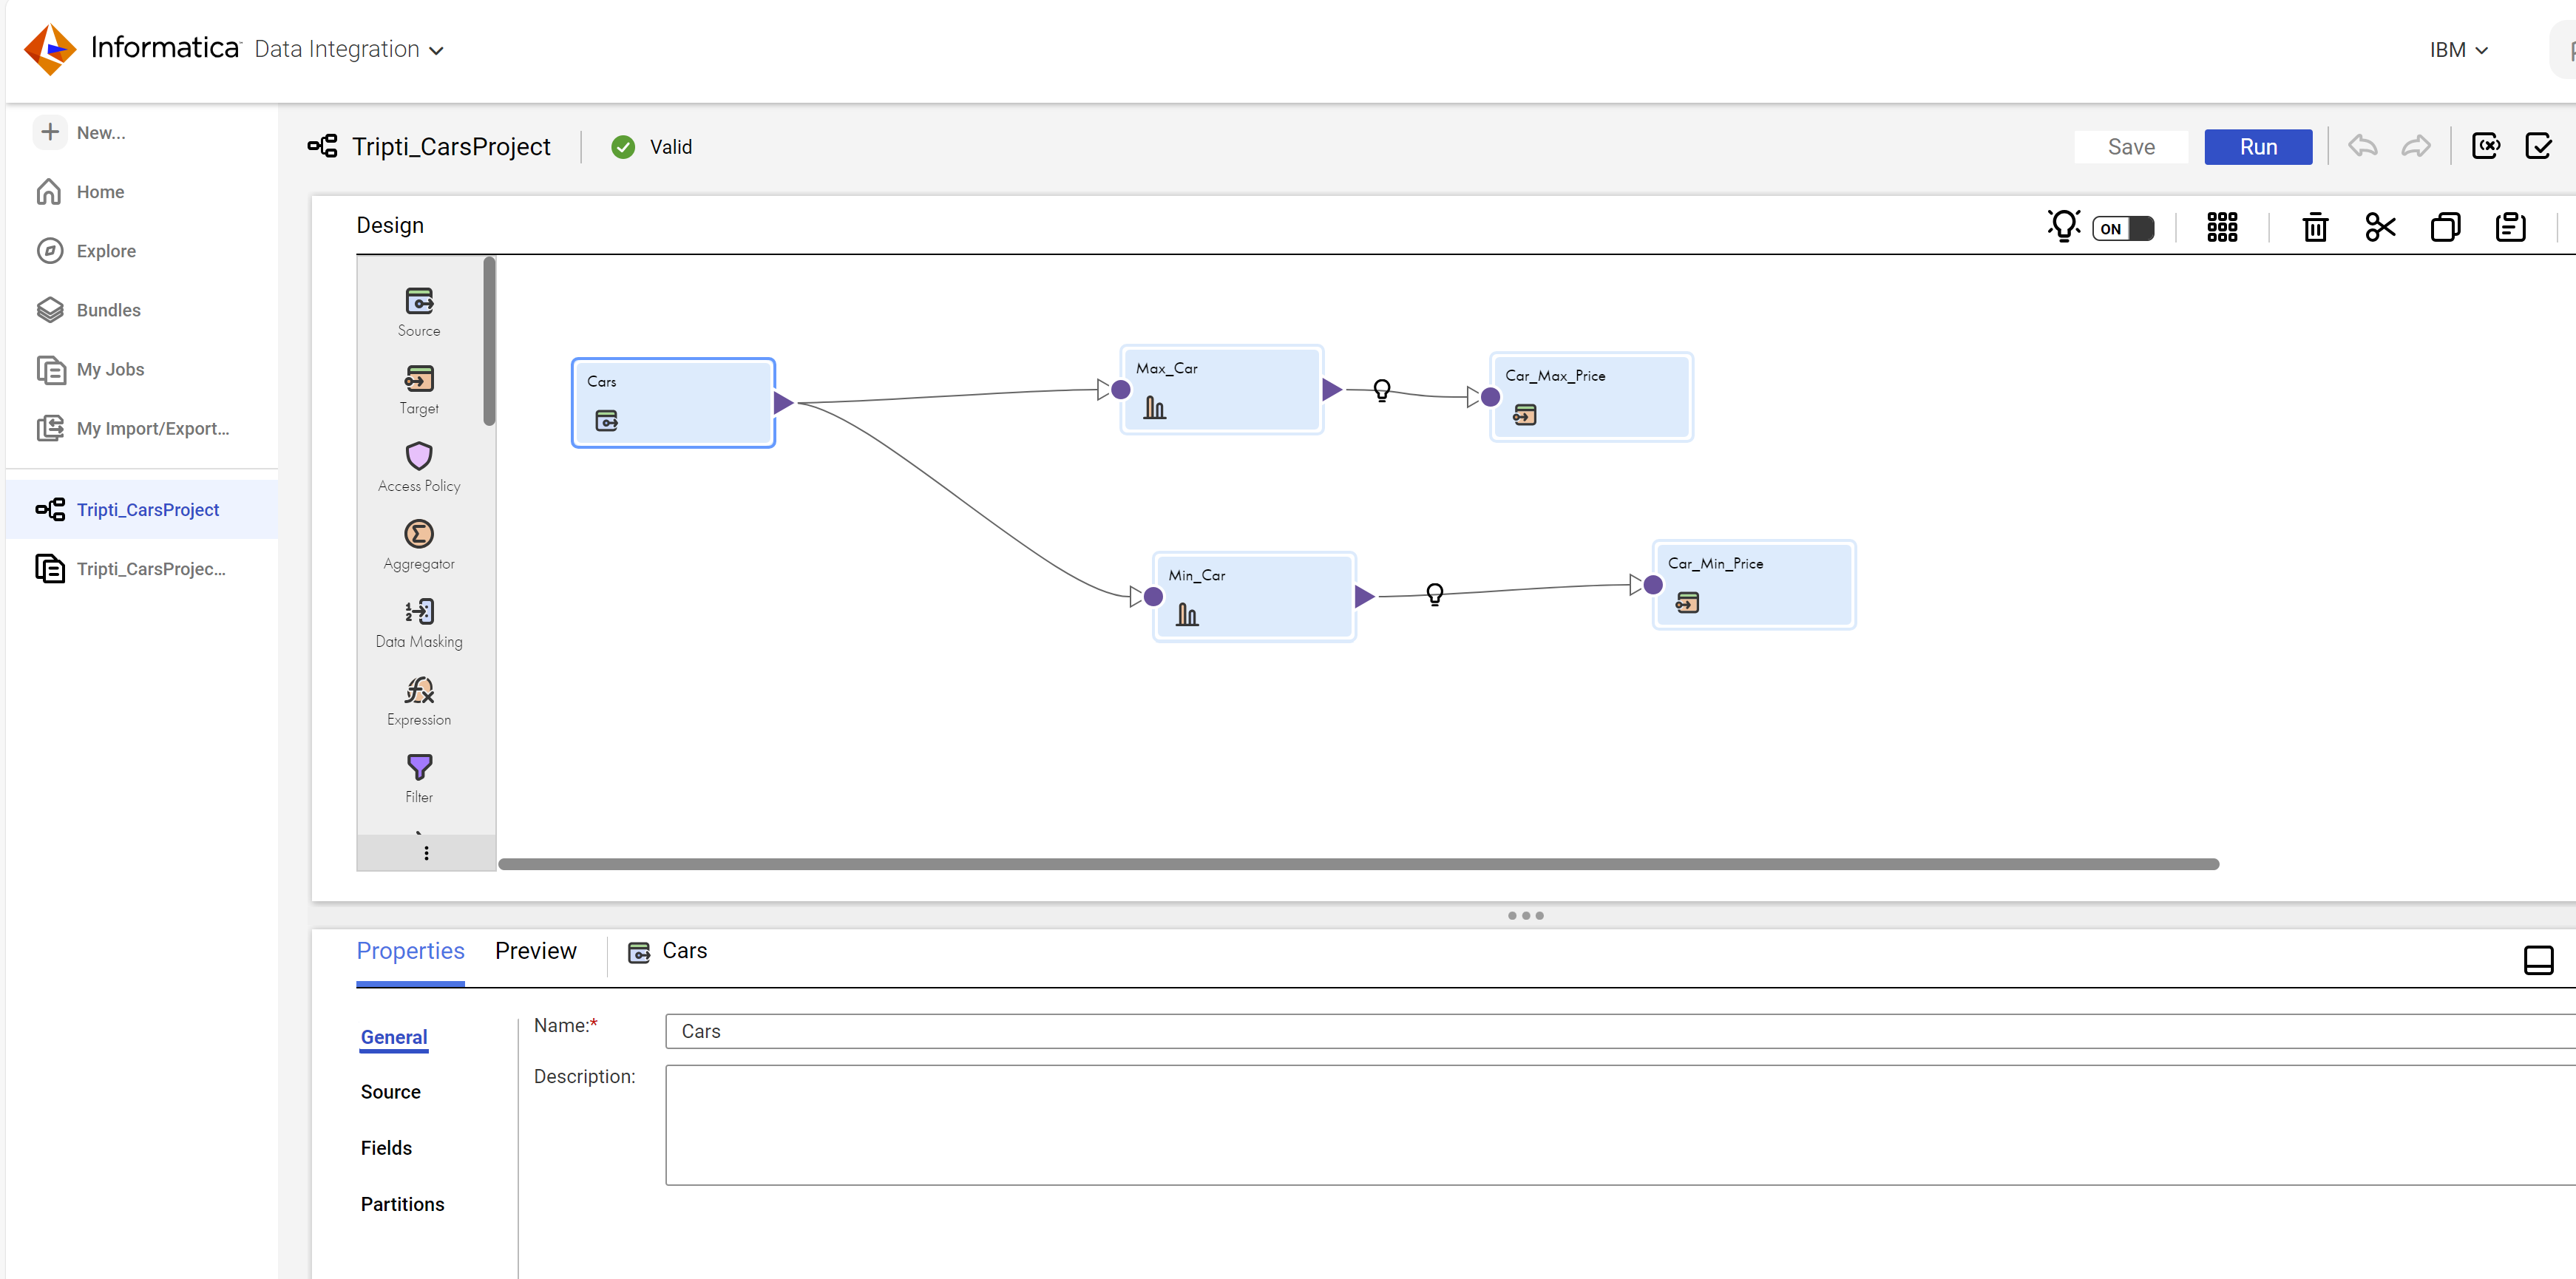 Informatica Data Integration
IBM
New...
Home
Explore
Bundles
My Jobs
My Import/Export...
Tripti_CarsProject
Tripti_CarsProjec...
Tripti_CarsProject
Valid
Save
Run
Design
ON
Source
Target
Access Policy
Aggregator
Data Masking
Expression
Filter
Cars
Max_Car
Car_Max_Price
Min_Car
Car_Min_Price
Properties
Preview
Cars
General
Source
Fields
Partitions
Name:*
Cars
Description: